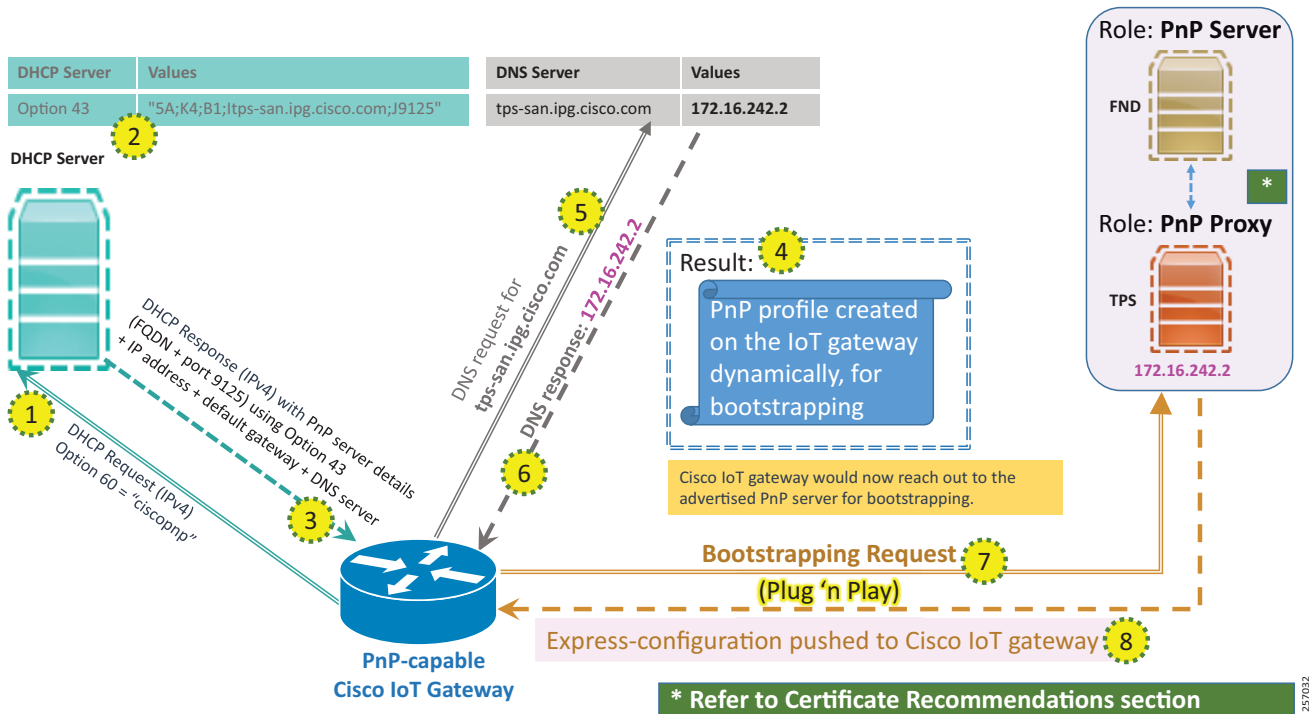 Role: PnP Server
FND
*
Role: PnP Proxy
TPS
172.16.242.2
DHCP Server Values
Option 43 "5A;K4;B1;Itps-san.ipg.cisco.com;J9125"
DNS Server Values
tps-san.ipg.cisco.com 172.16.242.2
2
DHCP Server
1
DHCP Request (IPv4)
Option 60 = “ciscopnp”
DHCP Response (IPv4) with PnP server details
(FQDN + port 9125) using Option 43
+ IP address + default gateway + DNS server
3
5
DNS request for
tps-san.ipg.cisco.com
DNS response: 172.16.242.2
6
4
Result:
PnP profile created
on the IoT gateway
dynamically, for
bootstrapping
Cisco IoT gateway would now reach out to the
advertised PnP server for bootstrapping.
Bootstrapping Request 7
(Plug ‘n Play)
Express-configuration pushed to Cisco IoT gateway 8
PnP-capable
Cisco IoT Gateway
* Refer to Certificate Recommendations section
257032